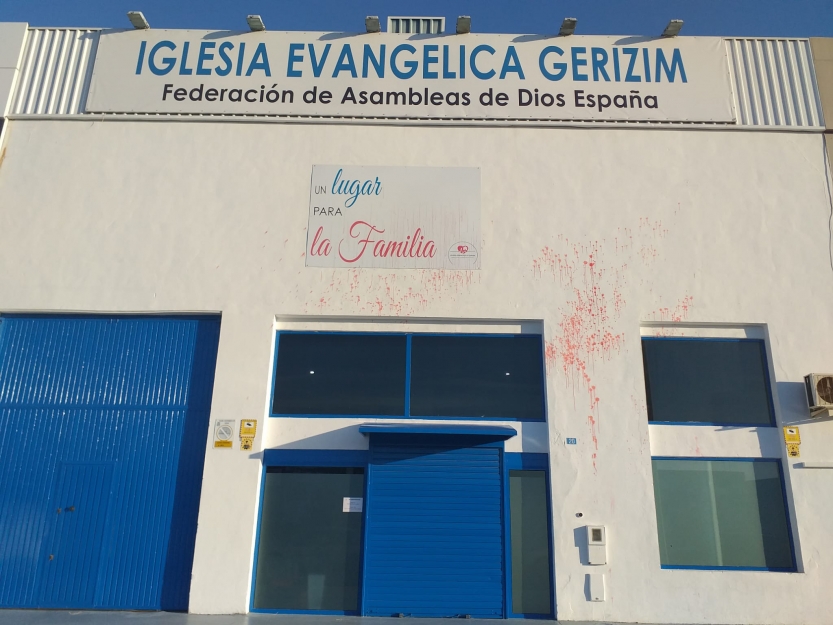 IGLESIA EVANGELICA GERIZIM
Federación de Asambleas de Dios España
UN lugar
PARA
la Familia